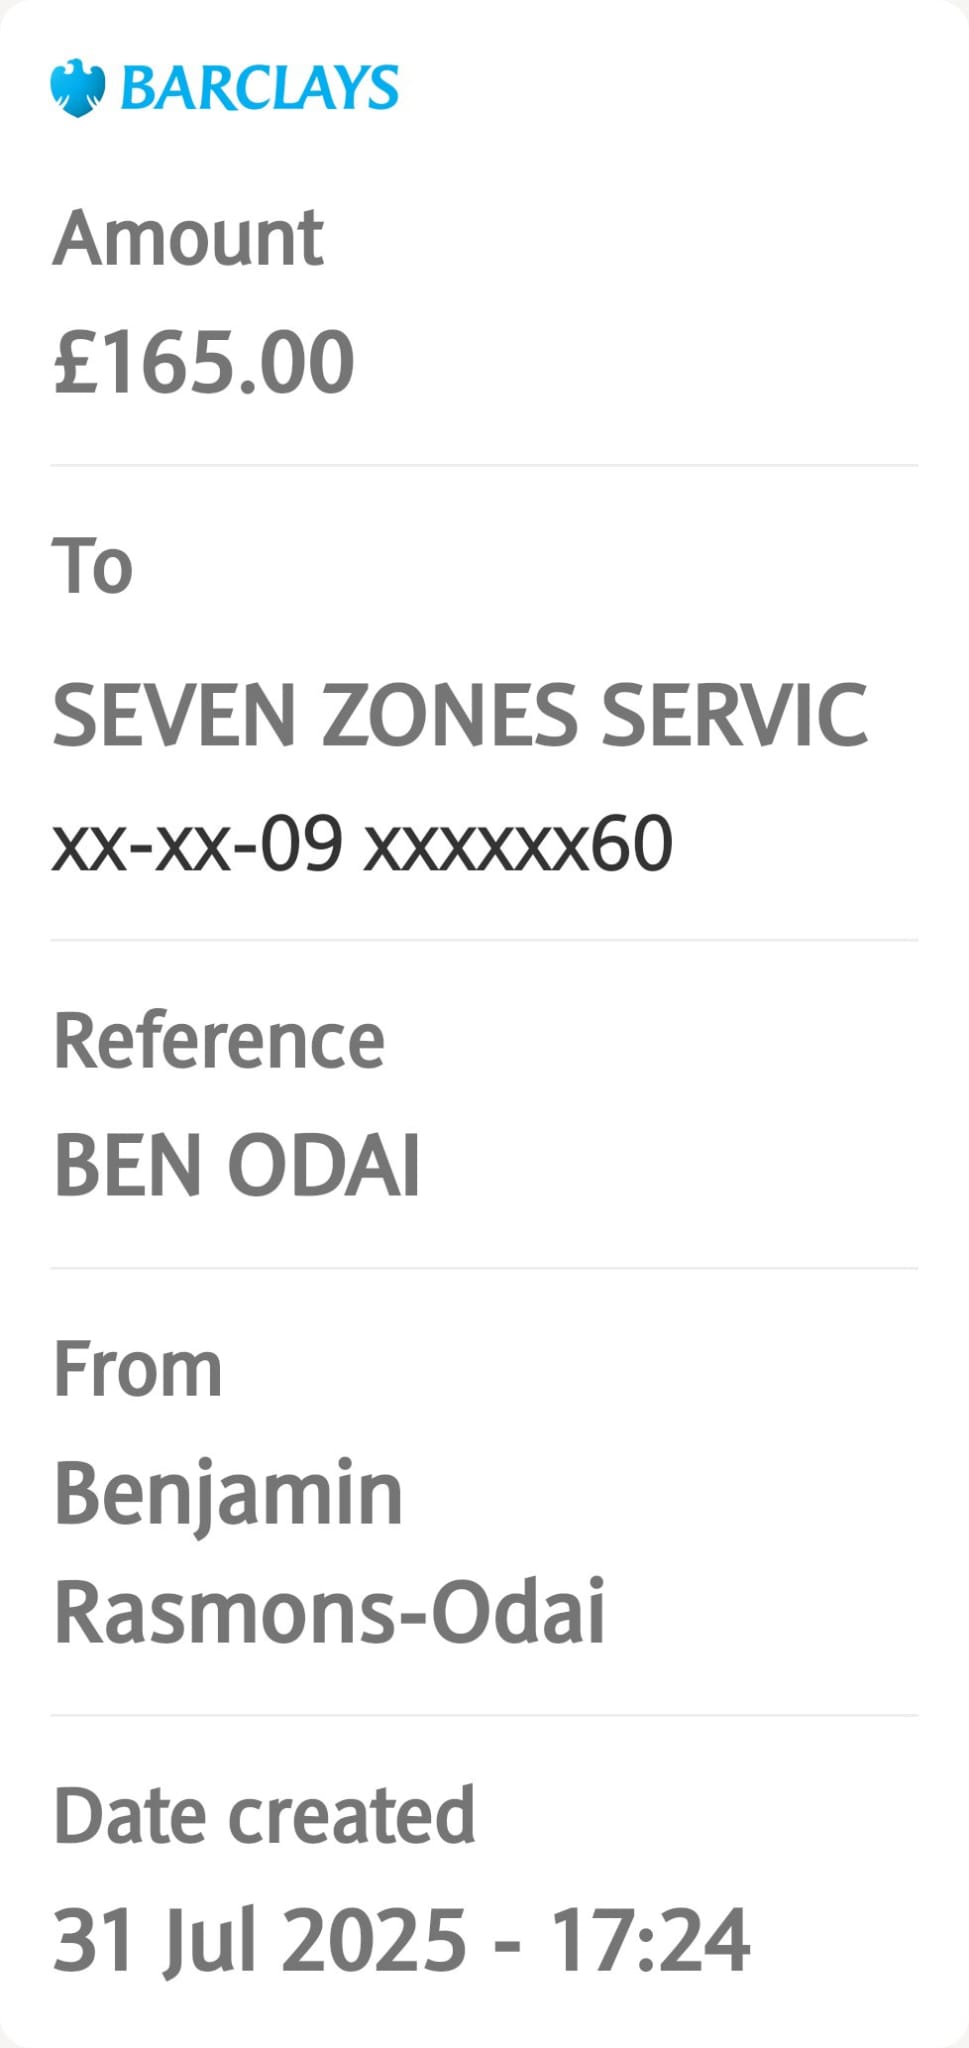 BARCLAYS
Amount
£165.00
To
SEVEN ZONES SERVIC
xx-xx-09 xxxxxx60
Reference
BEN ODAI
From
Benjamin
Rasmons-Odai
Date created
31 Jul 2025 - 17:24